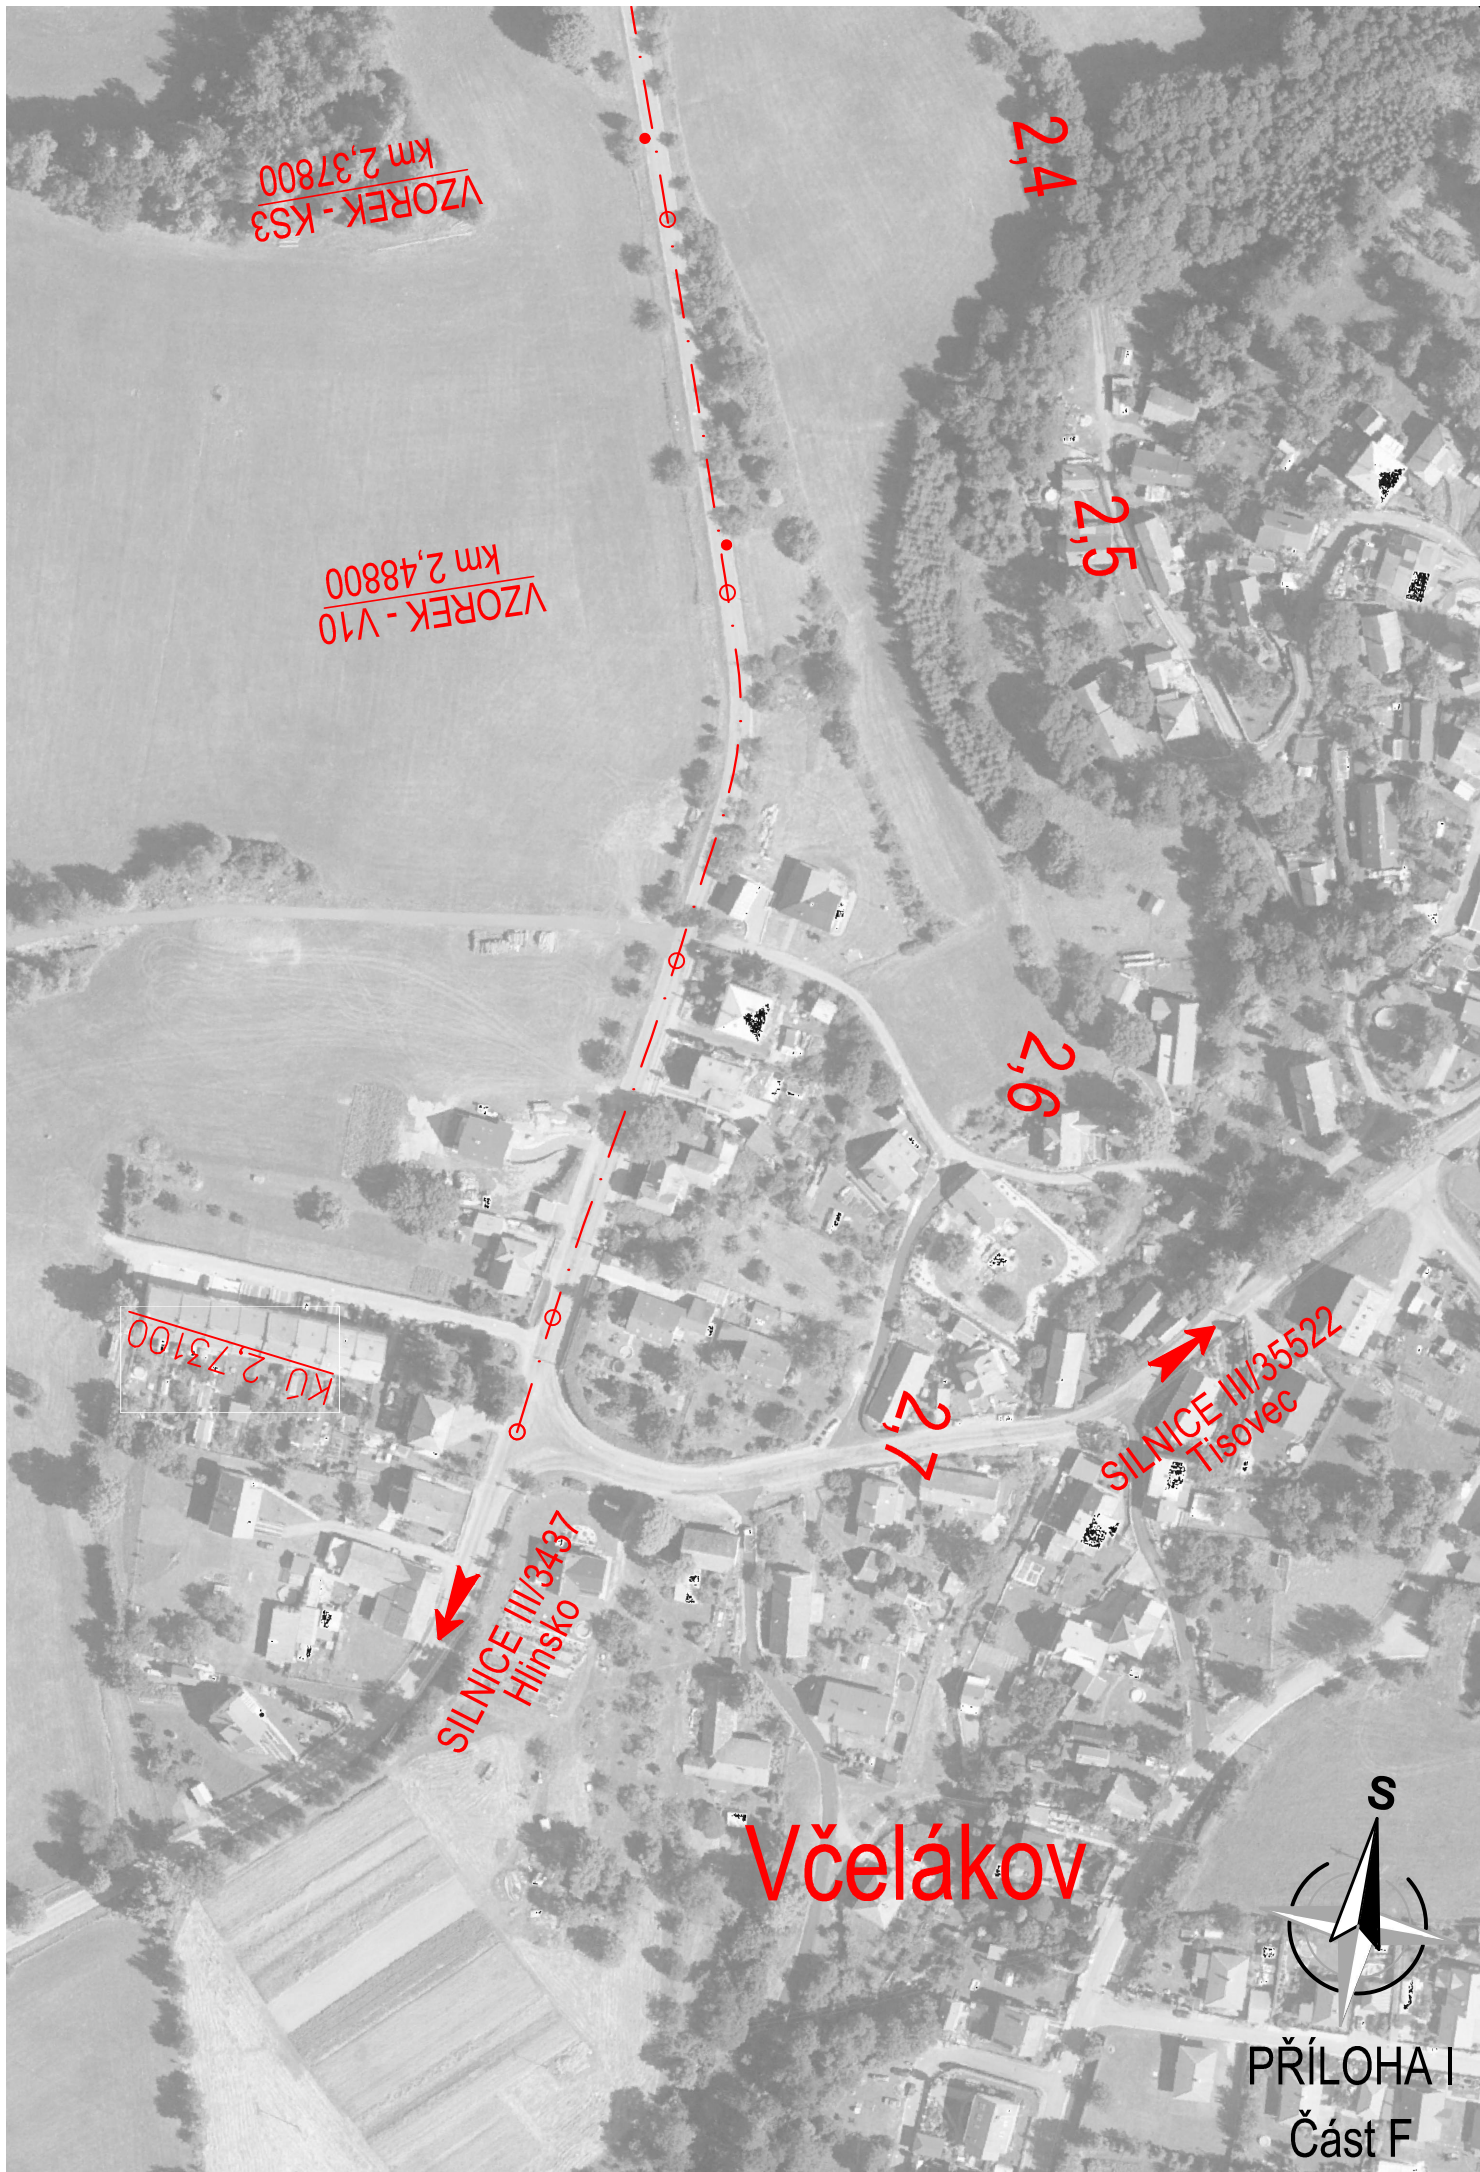 2,4
km 2,37800
VZOREK - KS3
2,5
km 2,48800
VZOREK - V10
2,6
KÚ 2,73100
2,7
SILNICE III/35522
Tisovec
SILNICE III/3437
Hlinsko
Včelákov
S
PŘÍLOHA I
Část F